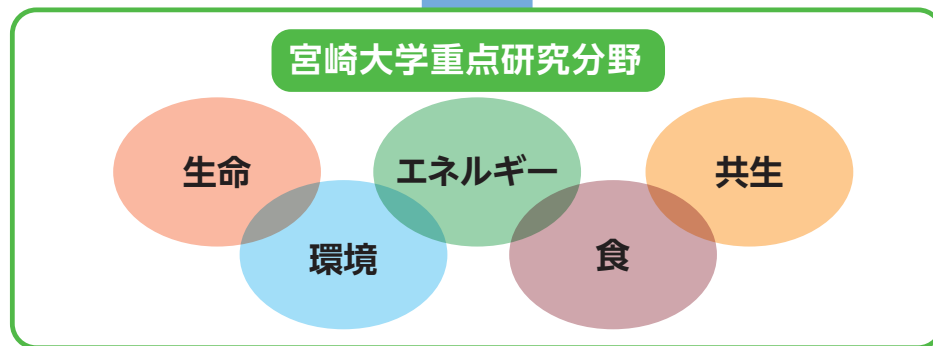 宮崎大学重点研究分野
生命
エネルギー
共生
環境
食